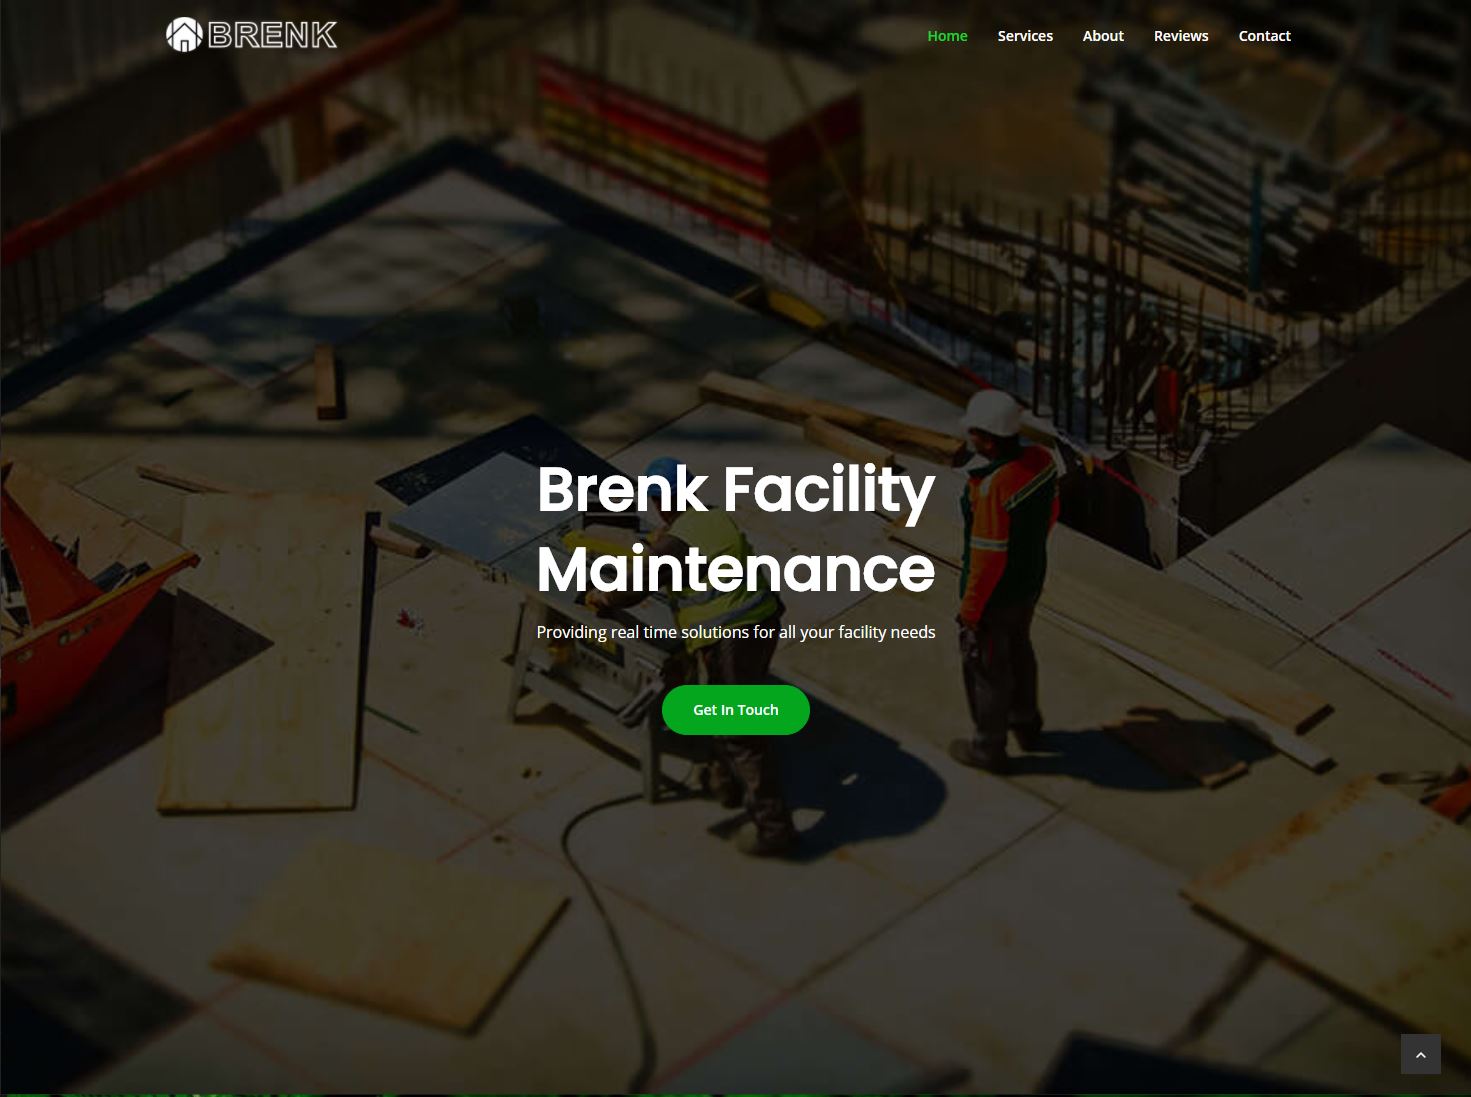 BRENK
Home Services About Reviews Contact
Brenk Facility
Maintenance
Providing real time solutions for all your facility needs
Get In Touch